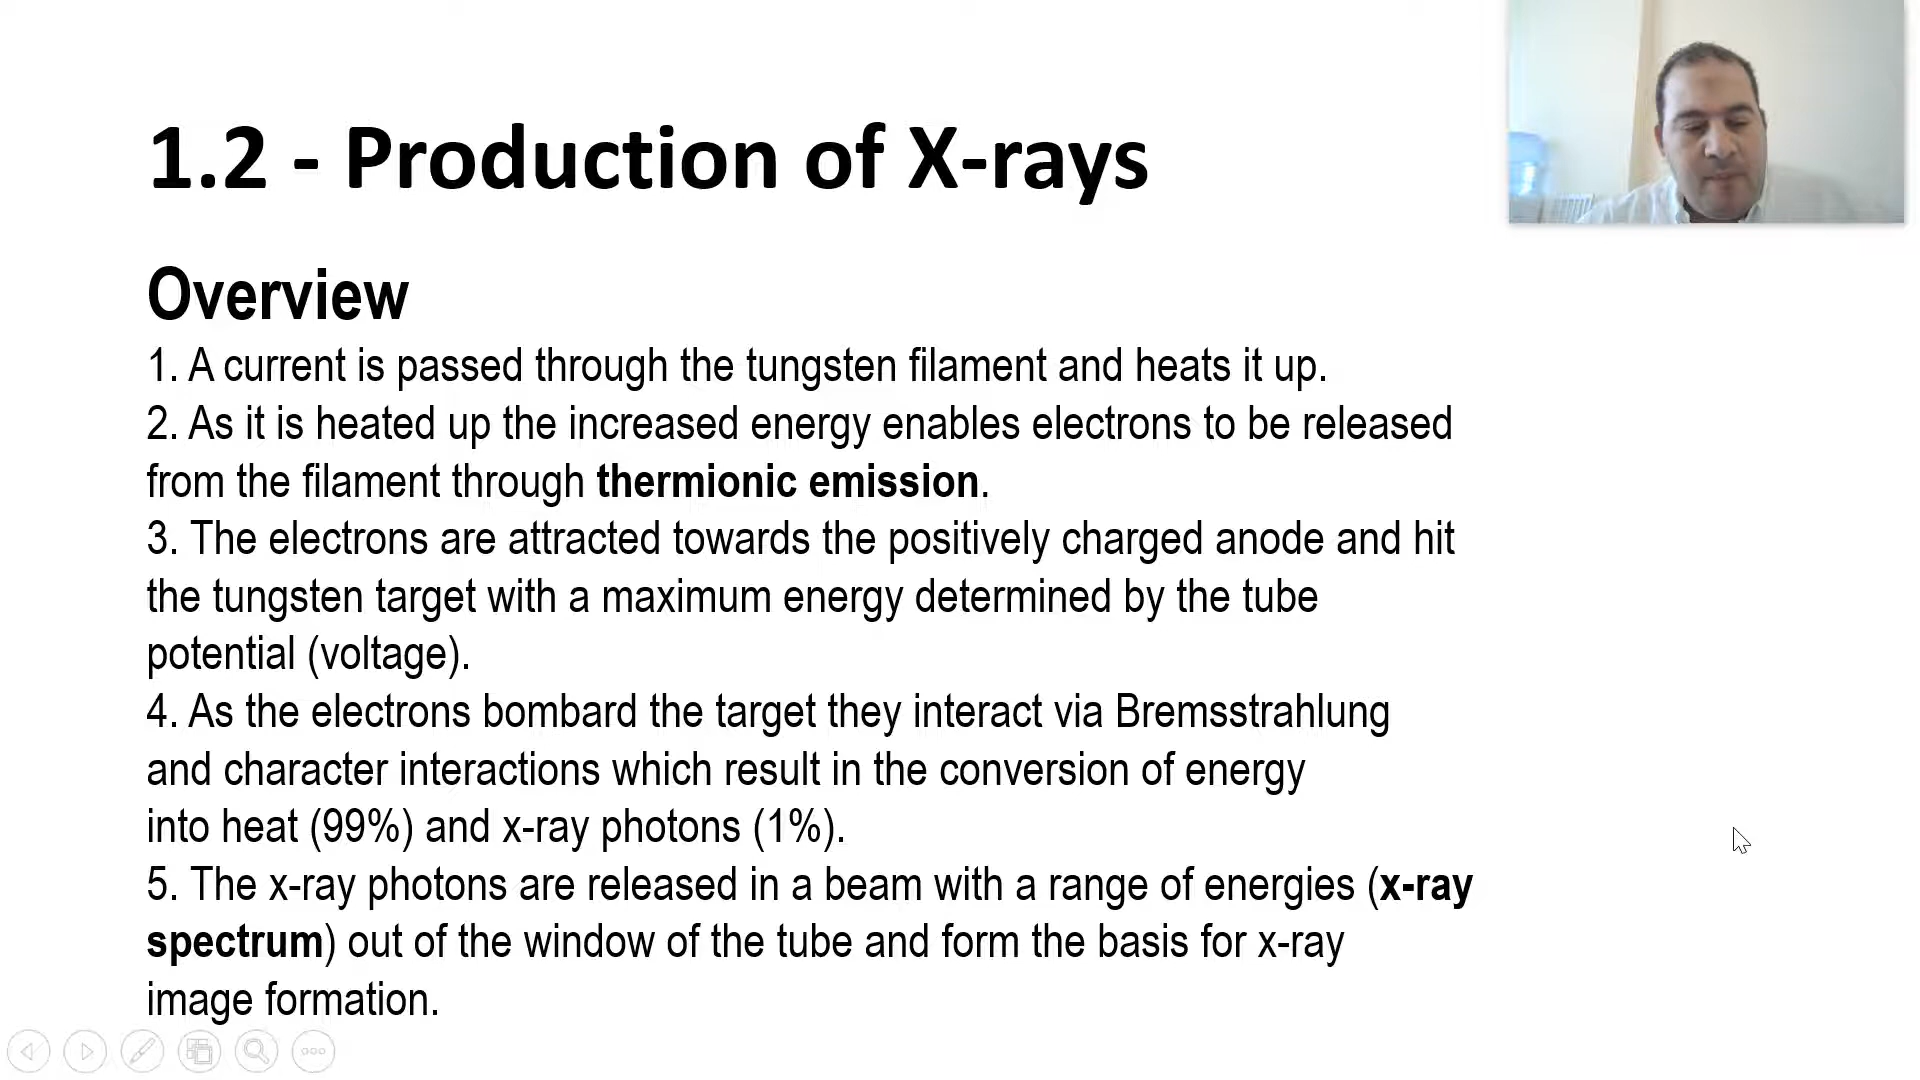 1.2 - Production of X-rays
Overview
1. A current is passed through the tungsten filament and heats it up.
2. As it is heated up the increased energy enables electrons to be released
from the filament through thermionic emission.
3. The electrons are attracted towards the positively charged anode and hit
the tungsten target with a maximum energy determined by the tube
potential (voltage).
4. As the electrons bombard the target they interact via Bremsstrahlung
and character interactions which result in the conversion of energy
into heat (99%) and x-ray photons (1%).
5. The x-ray photons are released in a beam with a range of energies (x-ray
spectrum) out of the window of the tube and form the basis for x-ray
image formation.